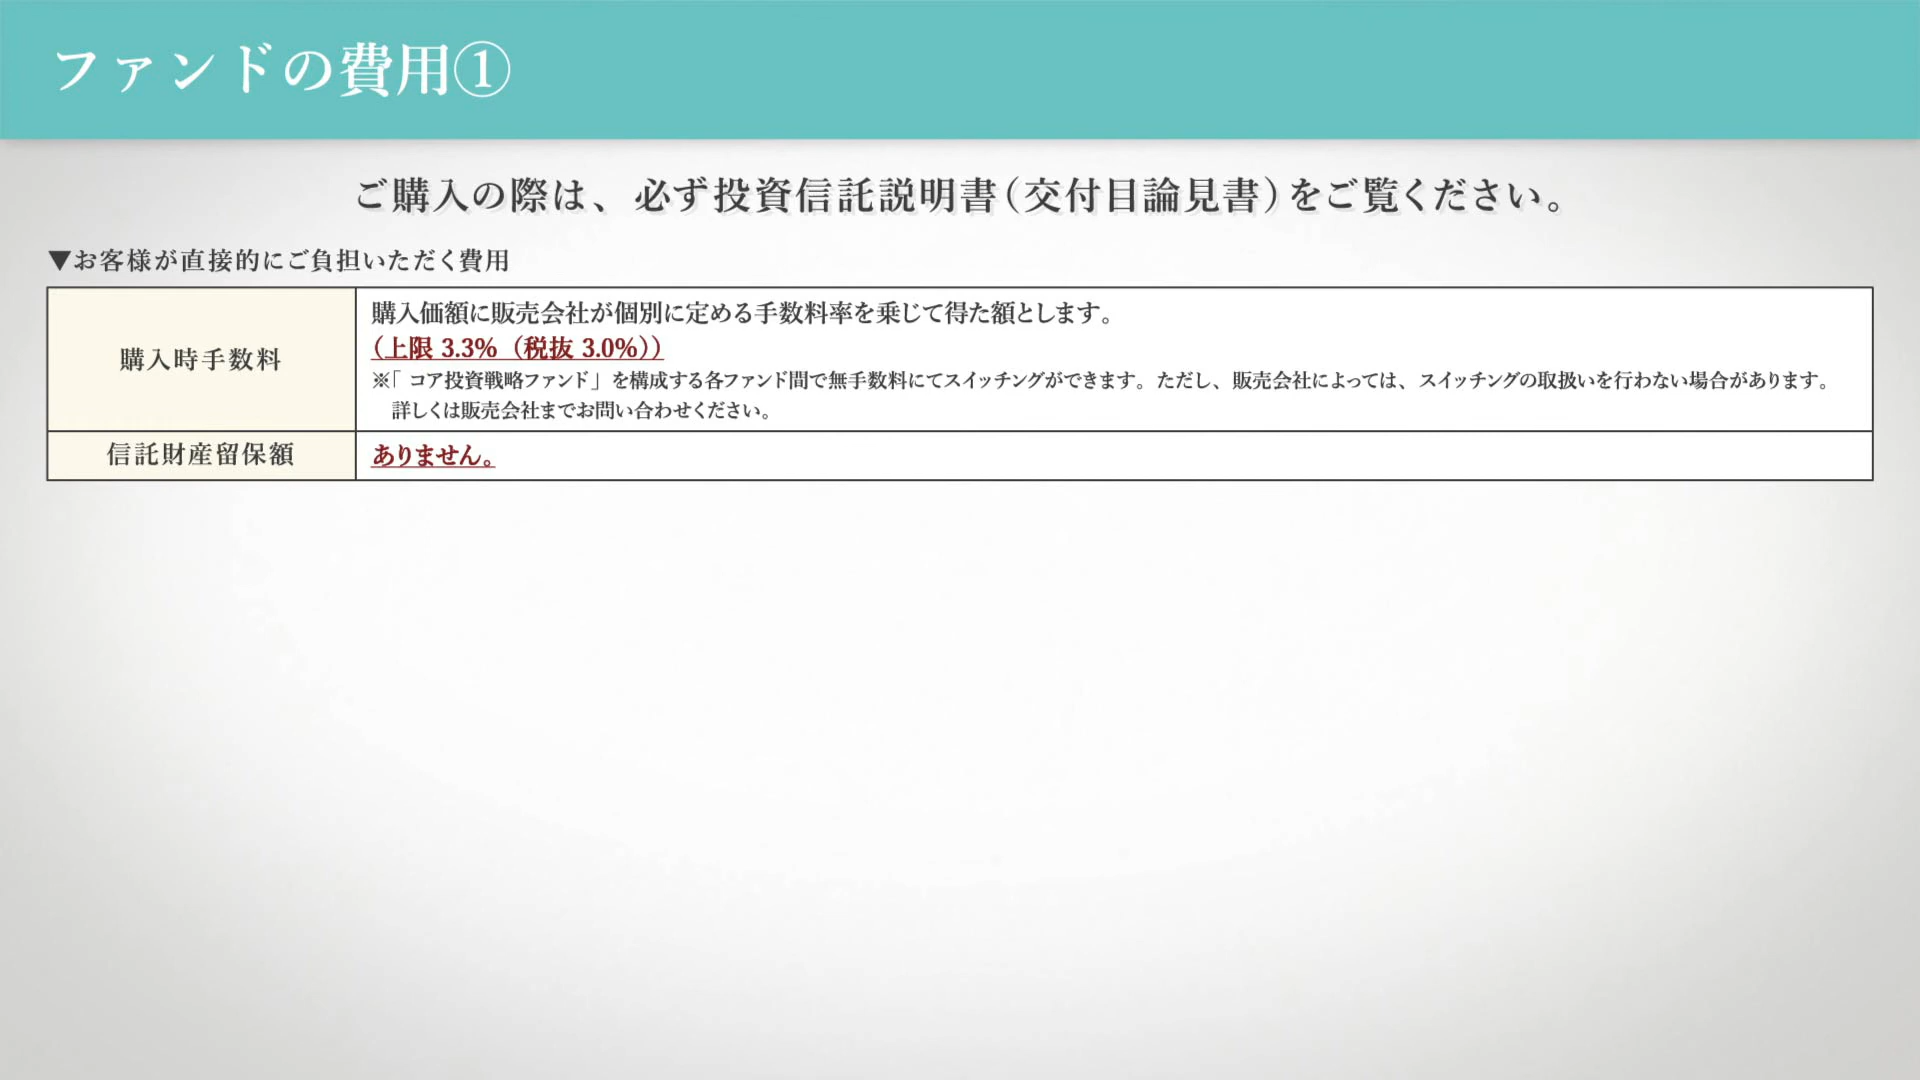 ファンドの費用①
ご購入の際は、必ず投資信託説明書(交付目論見書)をご覧ください。
▼お客様が直接的にご負担いただく費用
購入時手数料
購入価額に販売会社が個別に定める手数料率を乗じて得た額とします。
(上限 3.3%(税抜 3.0%))
※「コア投資戦略ファンド」を構成する各ファンド間で無手数料にてスイッチングができます。ただし、販売会社によっては、スイッチングの取扱いを行わない場合があります。
詳しくは販売会社までお問い合わせください。
信託財産留保額
ありません。